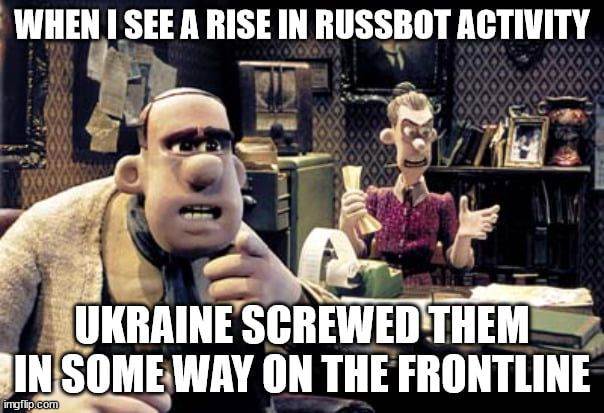 WHEN I SEE A RISE IN RUSSBOT ACTIVITY
UKRAINE SCREWED THEM
IN SOME WAY ON THE FRONTLINE
imgflip.com